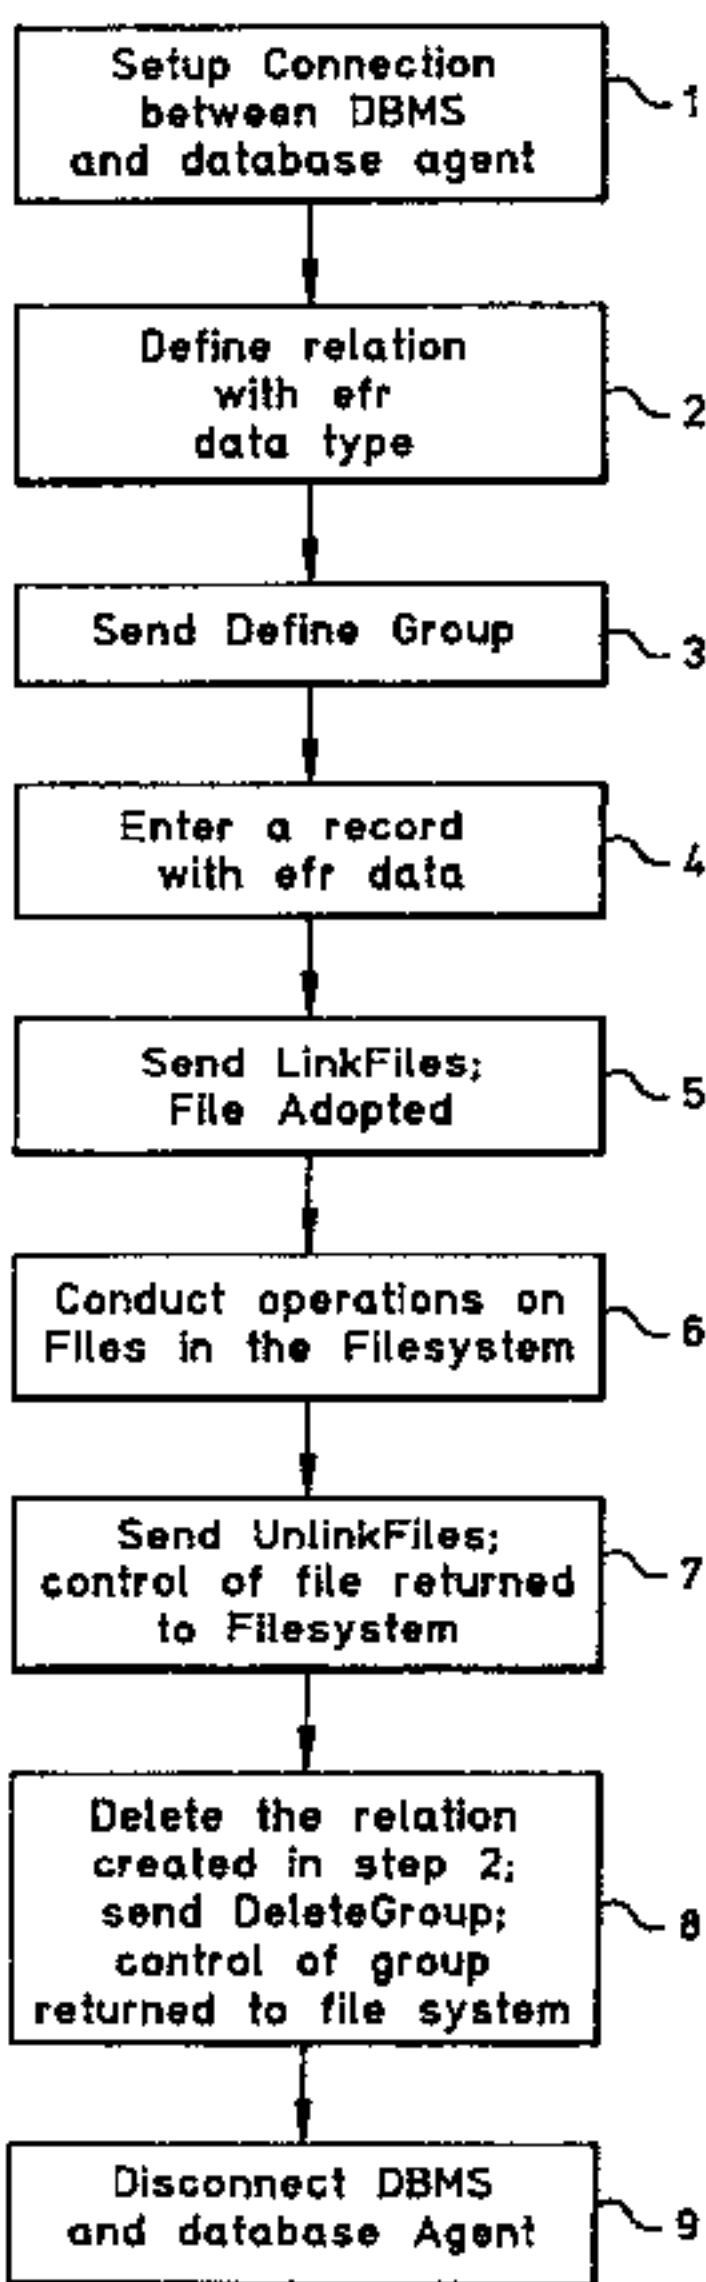 Setup Connection
between DBMS
and database agent
1
Define relation
with efr
data type
2
Send Define Group
3
Enter a record
with efr data
4
Send LinkFiles;
File Adopted
5
Conduct operations on
Files in the Filesystem
6
Send UnlinkFiles;
control of file returned
to Filesystem
7
Delete the relation
created in step 2;
send DeleteGroup;
control of group
returned to file system
8
Disconnect DBMS
and database Agent
9